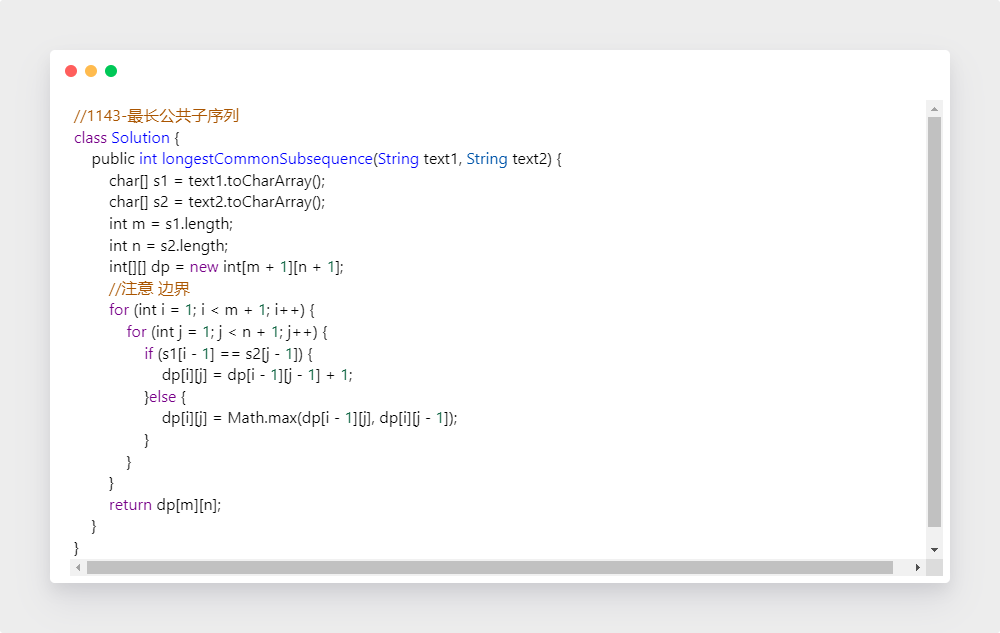 //1143-最长公共子序列
class Solution {
    public int longestCommonSubsequence(String text1, String text2) {
        char[] s1 = text1.toCharArray();
        char[] s2 = text2.toCharArray();
        int m = s1.length;
        int n = s2.length;
        int[][] dp = new int[m + 1][n + 1];
        //注意 边界
        for (int i = 1; i < m + 1; i++) {
            for (int j = 1; j < n + 1; j++) {
                if (s1[i - 1] == s2[j - 1]) {
                    dp[i][j] = dp[i - 1][j - 1] + 1;
                }else {
                    dp[i][j] = Math.max(dp[i - 1][j], dp[i][j - 1]);
                }
            }
        }
        return dp[m][n];
    }
}